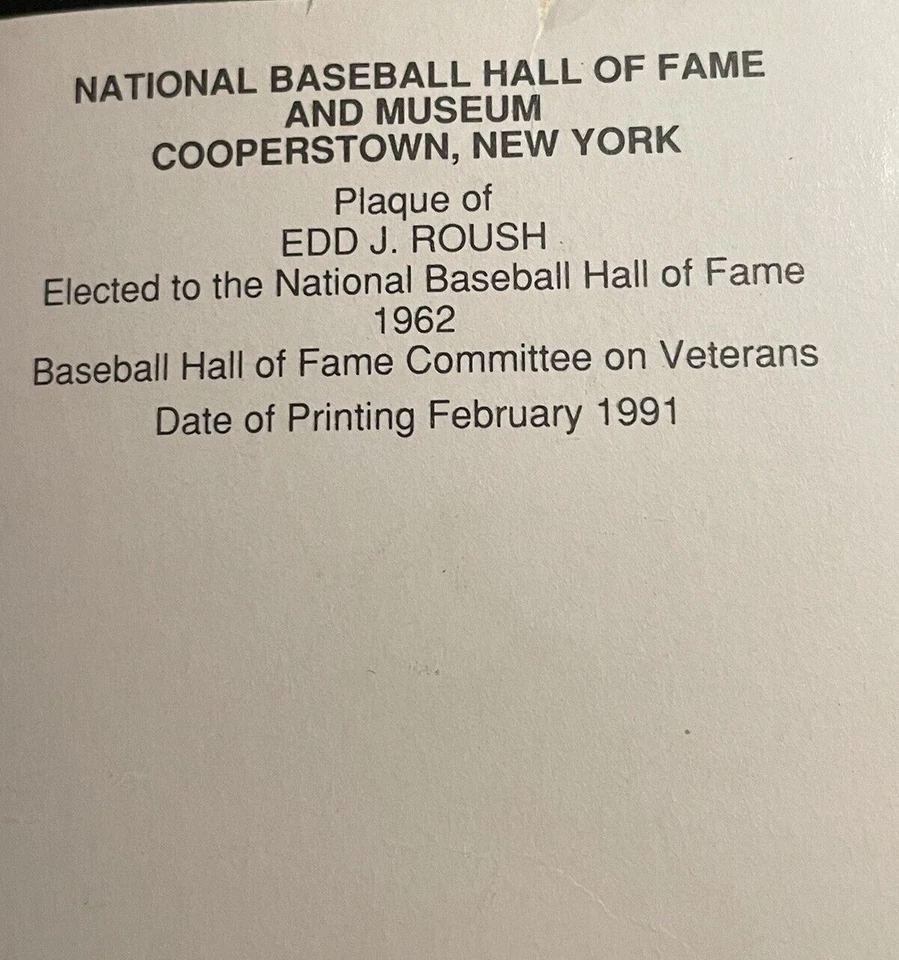 NATIONAL BASEBALL HALL OF FAME
AND MUSEUM
COOPERSTOWN, NEW YORK
Plaque of
EDD J. ROUSH
Elected to the National Baseball Hall of Fame
1962
Baseball Hall of Fame Committee on Veterans
Date of Printing February 1991